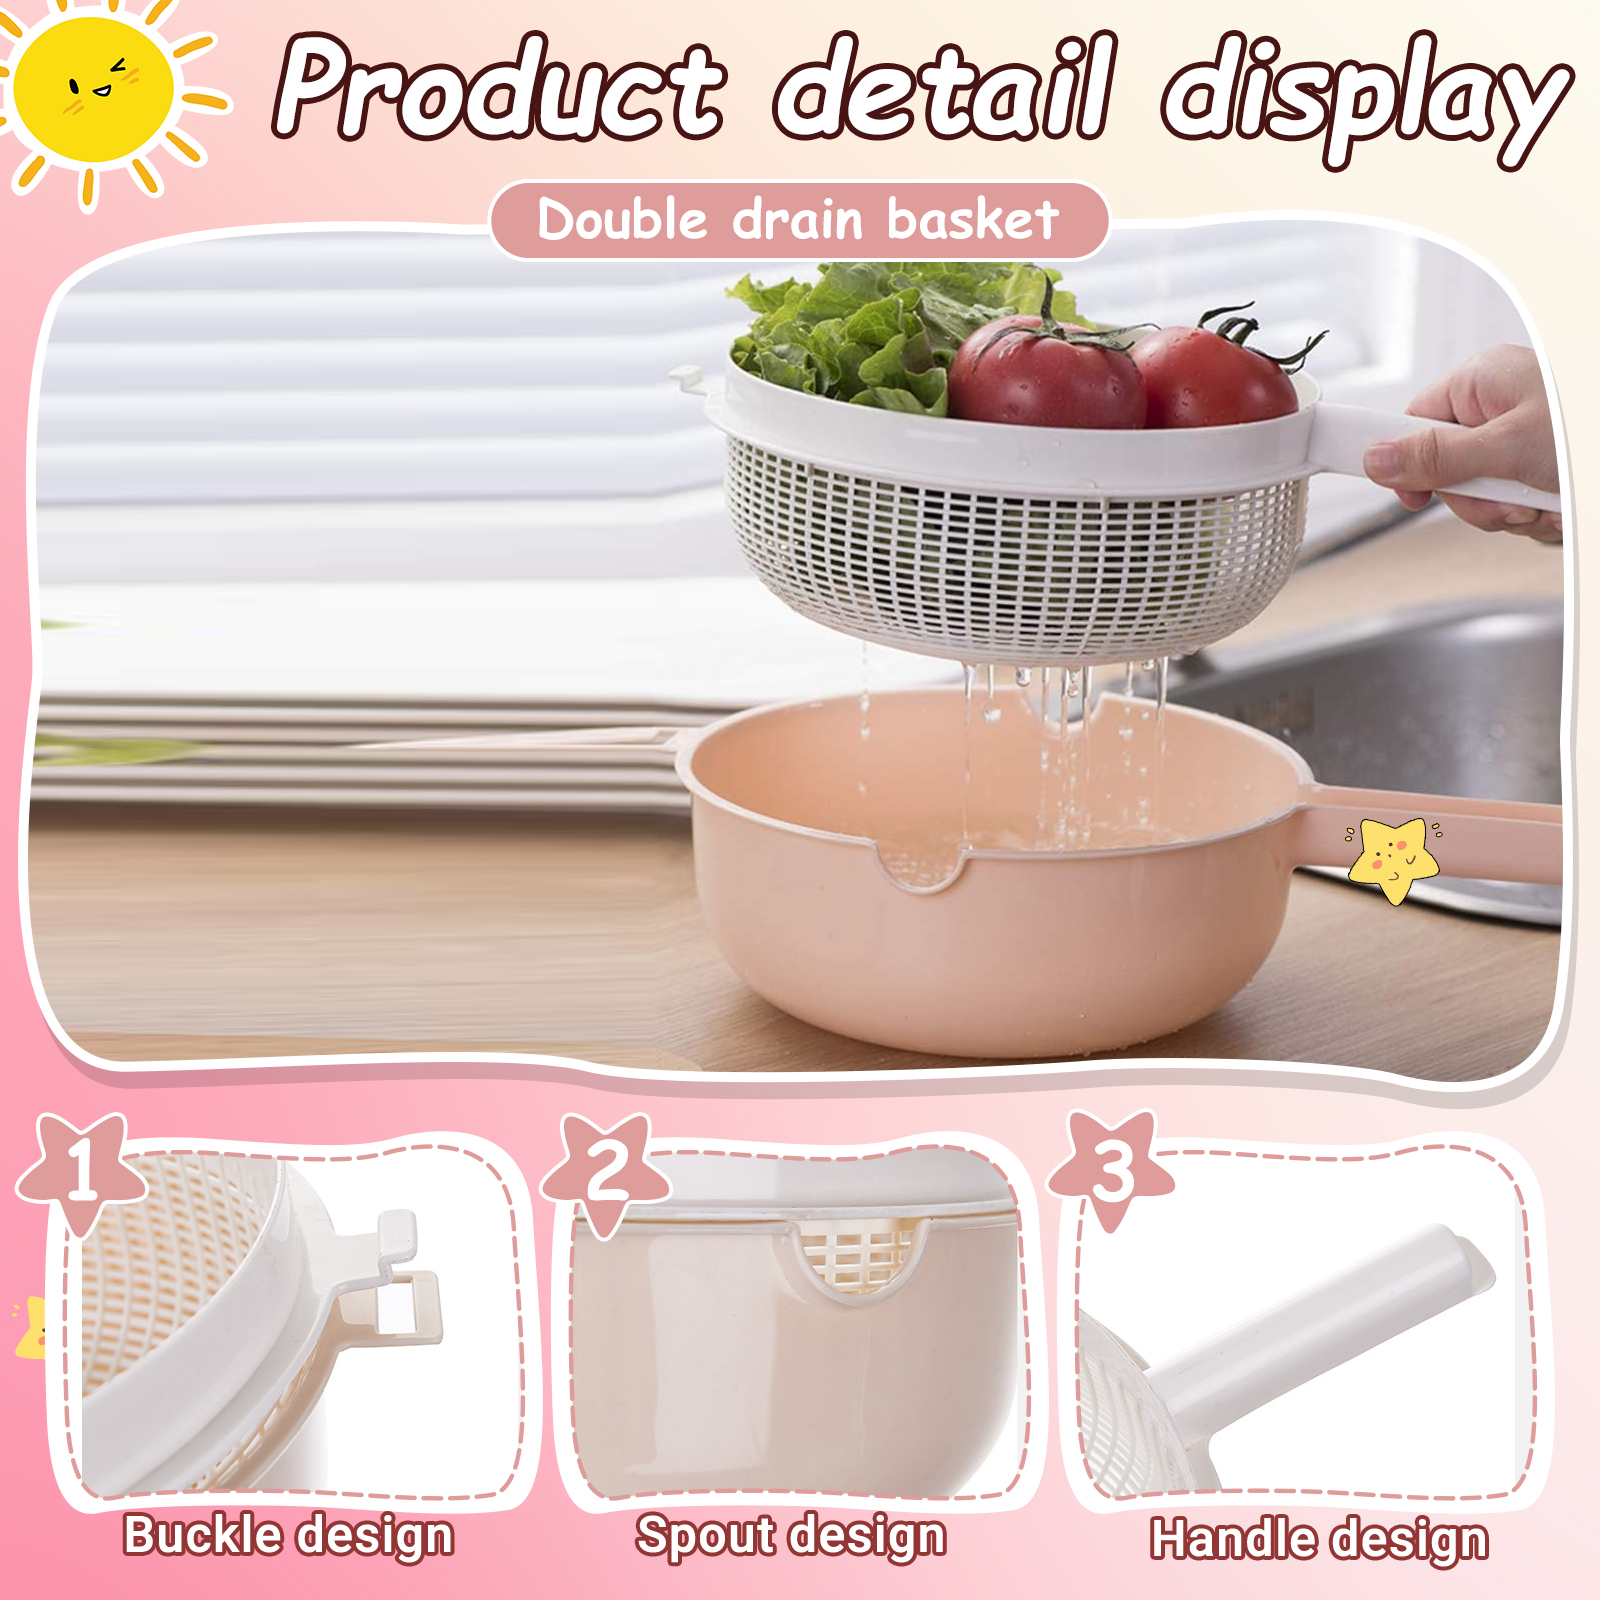 Product detail display
Double drain basket
1
2
3
Buckle design
Spout design
Handle design